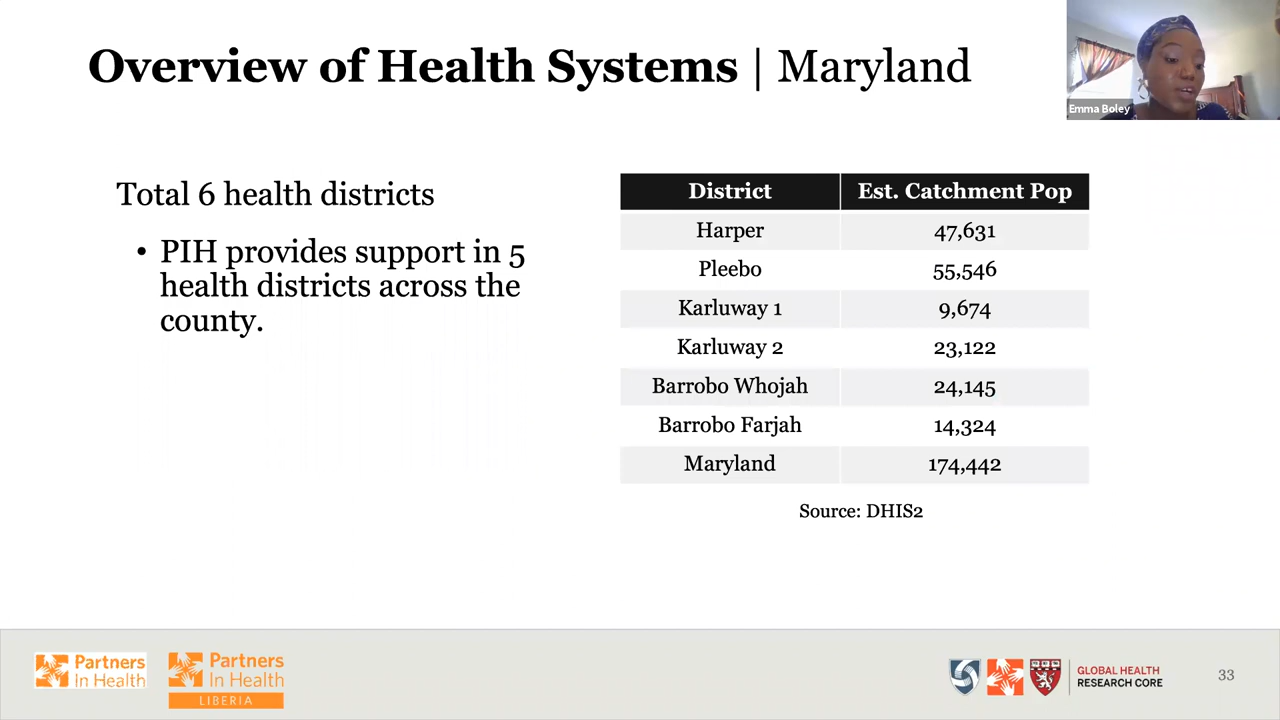 Overview of Health Systems | Maryland
Emma Boley
Total 6 health districts
• PIH provides support in 5
health districts across the
county.
District Est. Catchment Pop
Harper 47,631
Pleebo 55,546
Karluway 1 9,674
Karluway 2 23,122
Barrobo Whojah 24,145
Barrobo Farjah 14,324
Maryland 174,442
Source: DHIS2
Partners
In Health
Partners
In Health
LIBERIA
GLOBAL HEALTH
RESEARCH CORE
33